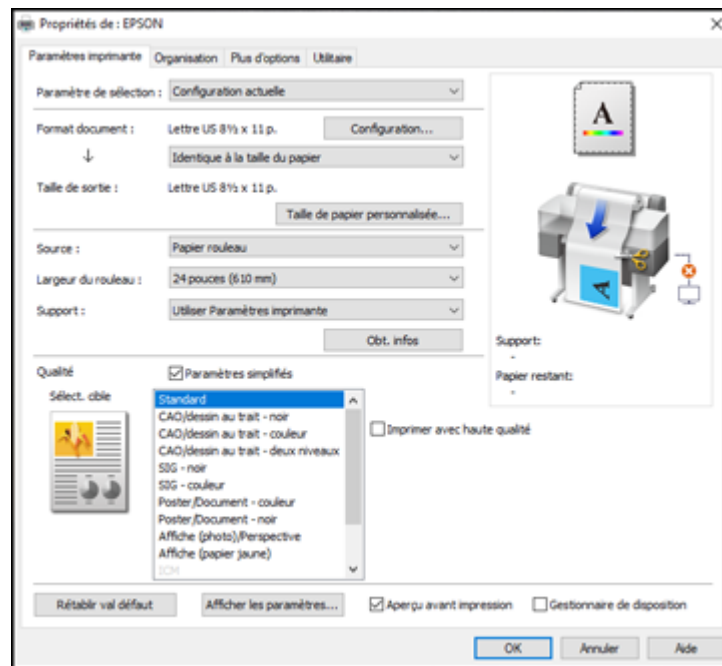 Propriétés de : EPSON
Paramètres imprimante Organisation Plus d'options Utilitaire
Paramètre de sélection : Configuration actuelle
Format document : Lettre US 8½ x 11 p. Configuration...
Identique à la taille du papier
Taille de sortie : Lettre US 8½ x 11 p.
Taille de papier personnalisée...
Source : Papier rouleau
Largeur du rouleau : 24 pouces (610 mm)
Support : Utiliser Paramètres imprimante
Obt. infos
Qualité Paramètres simplifiés
Sélect. cible
Standard
CAO/dessin au trait - noir
CAO/dessin au trait - couleur
CAO/dessin au trait - deux niveaux
SIG - noir
SIG - couleur
Poster/Document - couleur
Poster/Document - noir
Affiche (photo)/Perspective
Affiche (papier jaune)
ICM
Imprimer avec haute qualité
A
A
Support:
-
Papier restant:
-
Rétablir val défaut Afficher les paramètres... Aperçu avant impression Gestionnaire de disposition
OK Annuler Aide